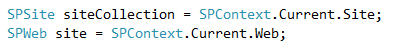 SPSite siteCollection = SPContext.Current.Site;
SPWeb site = SPContext.Current.Web;